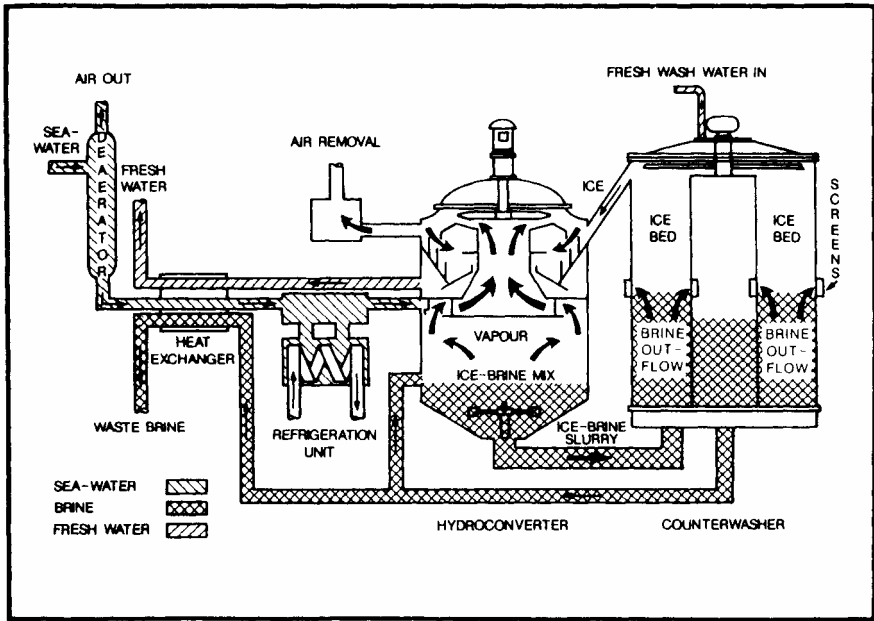 AIR OUT
SEA-
WATER
DEAERATOR
FRESH
WATER
AIR REMOVAL
FRESH WASH WATER IN
ICE
ICE
BED
ICE
BED
SCREENS
VAPOUR
BRINE
OUT-
FLOW
BRINE
OUT-
FLOW
HEAT
EXCHANGER
ICE-BRINE MIX
WASTE BRINE
REFRIGERATION
UNIT
ICE-BRINE
SLURRY
SEA-WATER
BRINE
FRESH WATER
HYDROCONVERTER
COUNTERWASHER